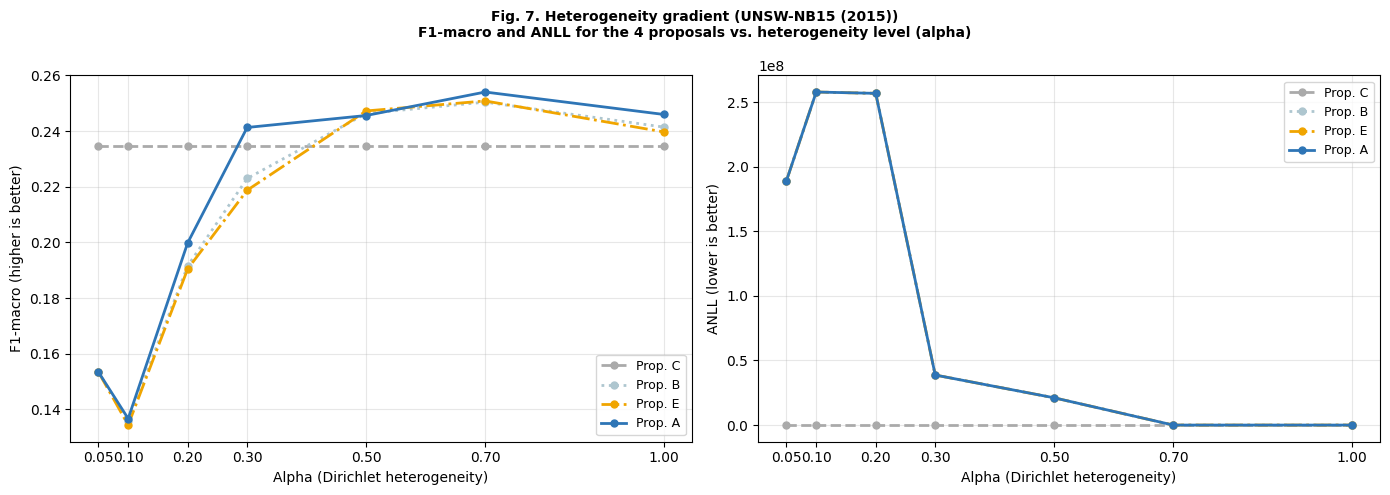 Fig. 7. Heterogeneity gradient (UNSW-NB15 (2015))
F1-macro and ANLL for the 4 proposals vs. heterogeneity level (alpha)
F1-macro (higher is better)
0.26
0.24
0.22
0.20
0.18
0.16
0.14
Prop. C
Prop. B
Prop. E
Prop. A
0.05 0.10 0.20 0.30 0.50 0.70 1.00
Alpha (Dirichlet heterogeneity)
1e8
ANLL (lower is better)
2.5
2.0
1.5
1.0
0.5
0.0
Prop. C
Prop. B
Prop. E
Prop. A
0.05 0.10 0.20 0.30 0.50 0.70 1.00
Alpha (Dirichlet heterogeneity)